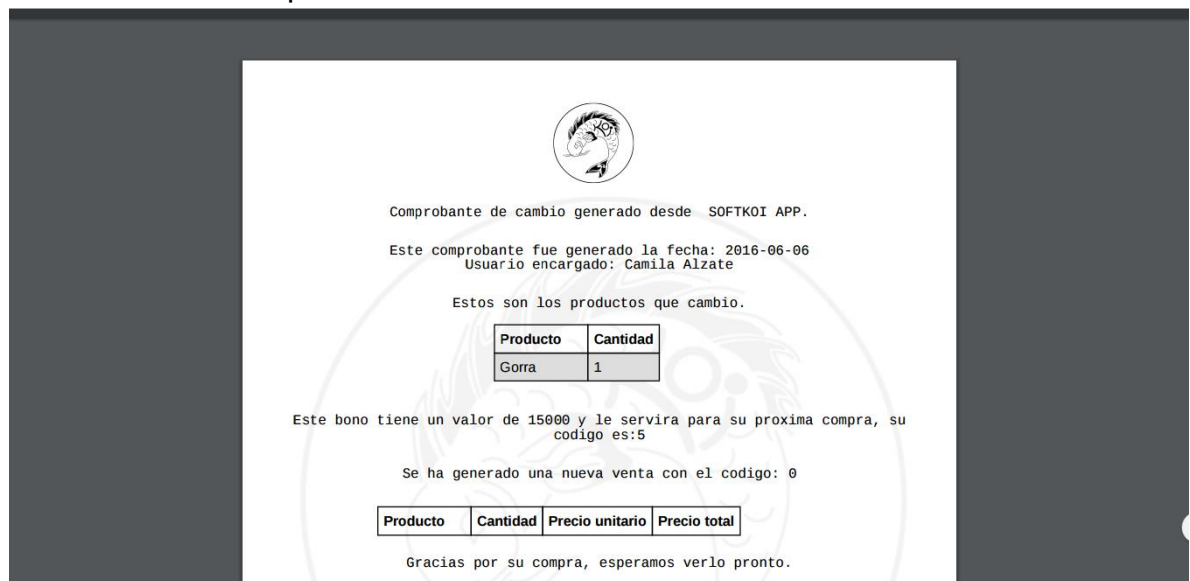 Koi
Comprobante de cambio generado desde SOFTKOI APP.
Este comprobante fue generado la fecha: 2016-06-06
Usuario encargado: Camila Alzate
Estos son los productos que cambio.
Producto Cantidad
Gorra 1
Este bono tiene un valor de 15000 y le servira para su proxima compra, su
codigo es:5
Se ha generado una nueva venta con el codigo: 0
Producto Cantidad Precio unitario Precio total
Gracias por su compra, esperamos verlo pronto.